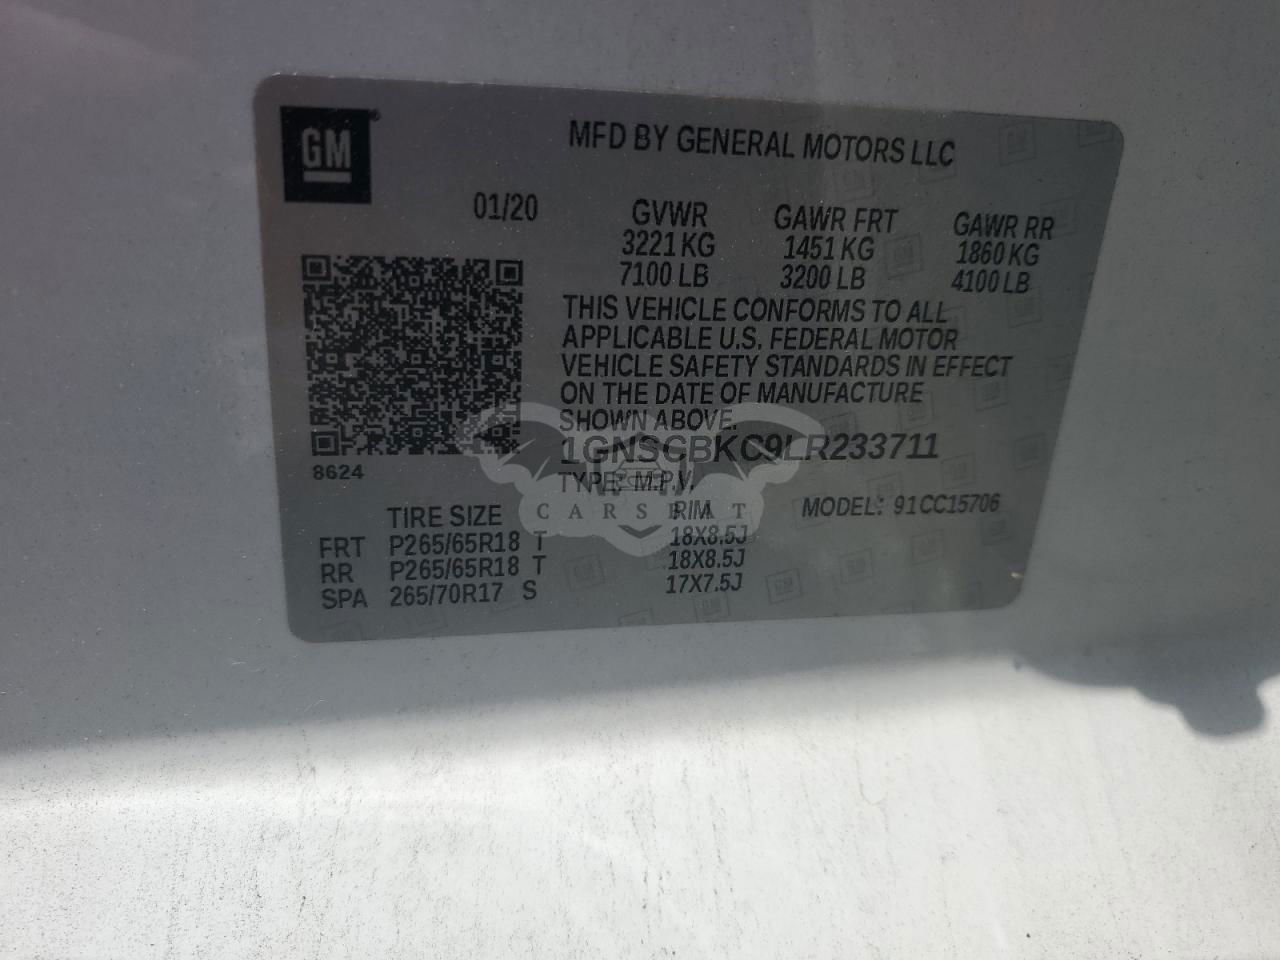 GM
MFD BY GENERAL MOTORS LLC
01/20 GVWR GAWR FRT GAWR RR
3221 KG 1451 KG 1860 KG
7100 LB 3200 LB 4100 LB
THIS VEHICLE CONFORMS TO ALL
APPLICABLE U.S. FEDERAL MOTOR
VEHICLE SAFETY STANDARDS IN EFFECT
ON THE DATE OF MANUFACTURE
SHOWN ABOVE.
1GNSCBKC9LR233711
8624
TYPE: M.P.V.
CARSBAT
MODEL: 91CC15706
TIRE SIZE RIM
FRT P265/65R18 T 18X8.5J
RR P265/65R18 T 18X8.5J
SPA 265/70R17 S 17X7.5J